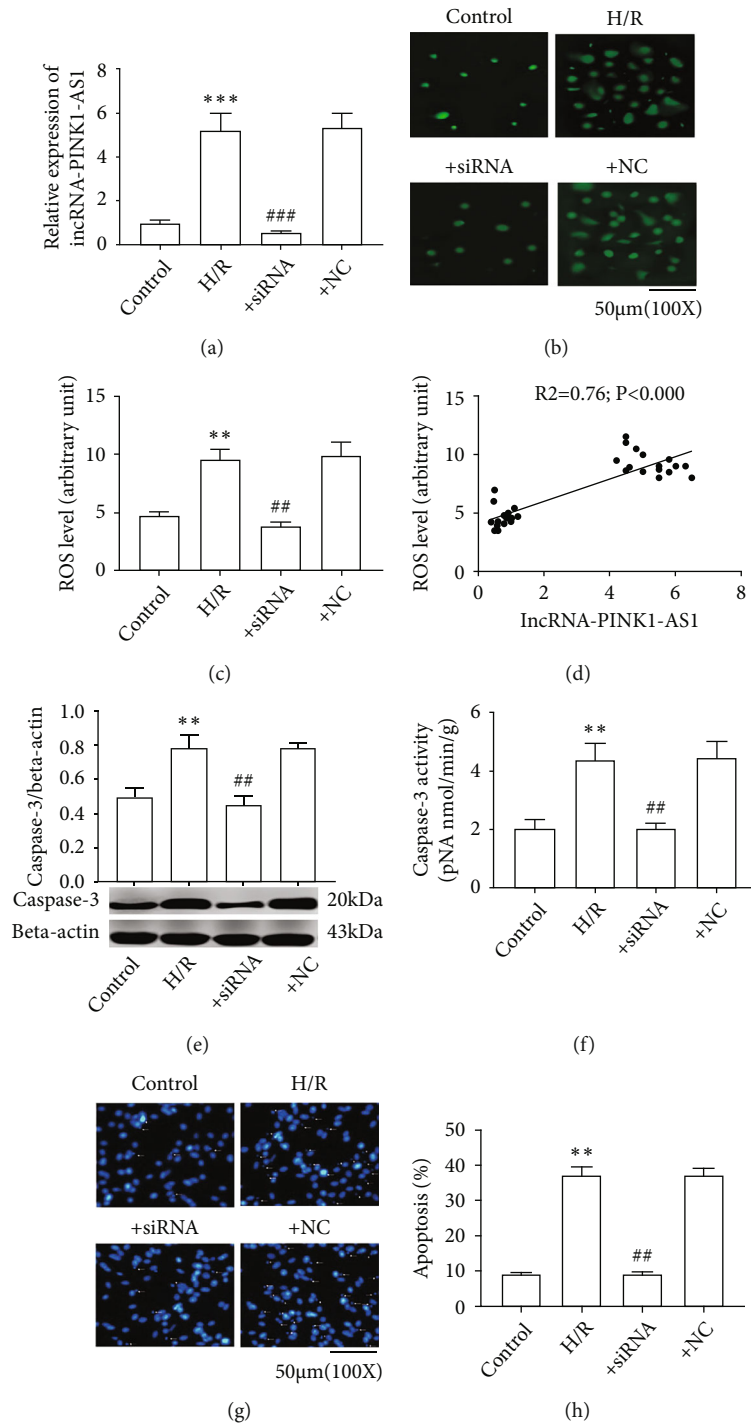 Relative expression of
incRNA-PINK1-AS1
8
6
4
2
0
***
###
Control
H/R
+siRNA
+NC
(a)
Control
H/R
+siRNA
+NC
50μm(100X)
(b)
ROS level (arbitrary unit)
15
10
5
0
**
##
Control
H/R
+siRNA
+NC
(c)
R2=0.76; P<0.000
ROS level (arbitrary unit)
15
10
5
0
0
2
4
6
8
IncRNA-PINK1-AS1
(d)
Caspase-3/beta-actin
1.0
0.8
0.6
0.4
0.2
0.0
**
##
Caspase-3
20kDa
Beta-actin
43kDa
Control
H/R
+siRNA
+NC
(e)
Caspase-3 activity
(pNA nmol/min/g)
6
4
2
0
**
##
Control
H/R
+siRNA
+NC
(f)
Control
H/R
+siRNA
+NC
50μm(100X)
(g)
Apoptosis (%)
50
40
30
20
10
0
**
##
Control
H/R
+siRNA
+NC
(h)